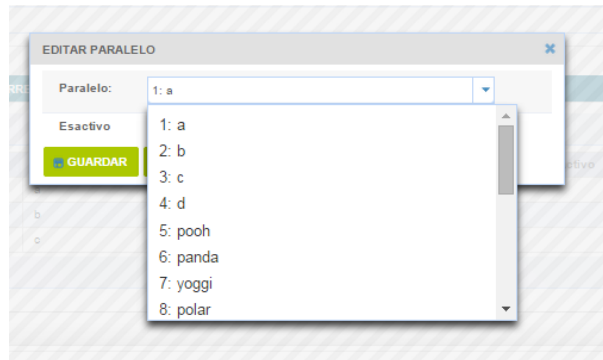 EDITAR PARALELO
Paralelo:
1: a
Esactivo
1: a
2: b
3: c
4: d
5: pooh
6: panda
7: yoggi
8: polar
GUARDAR
b